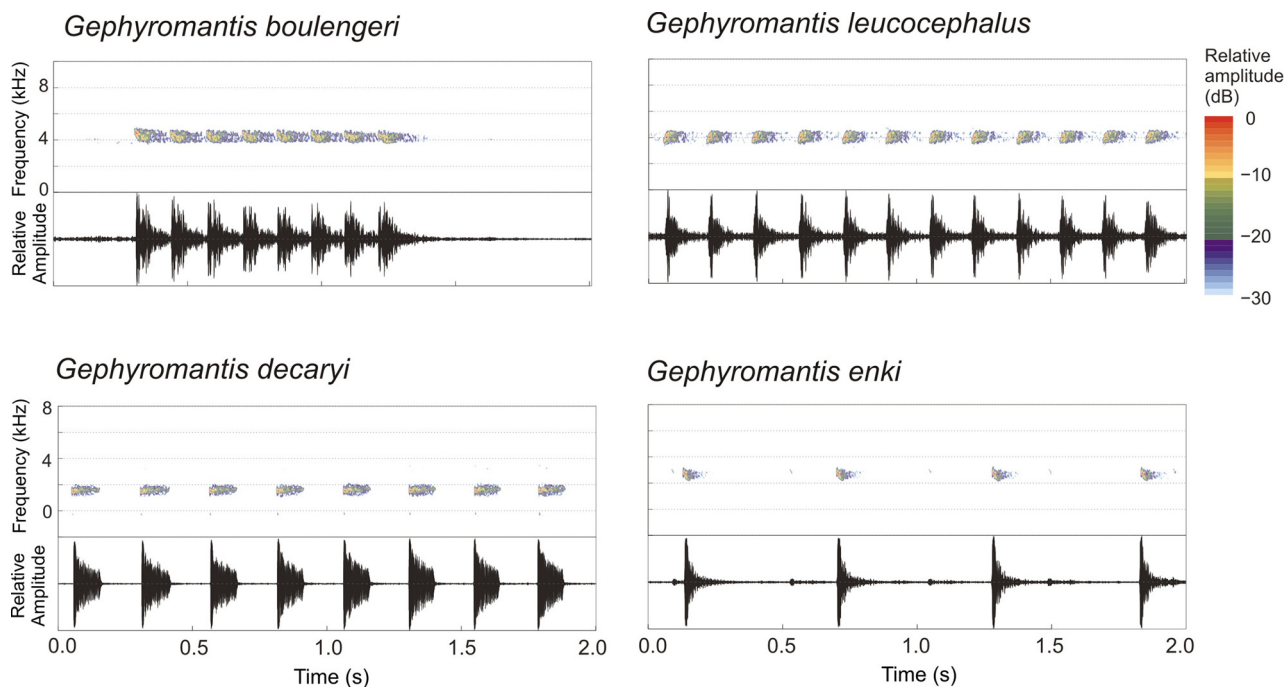 Gephyromantis boulengeri
Gephyromantis leucocephalus
Relative
amplitude
(dB)
0
−10
−20
−30
Frequency (kHz)
8
4
0
Relative
Amplitude
Gephyromantis decaryi
Gephyromantis enki
Frequency (kHz)
8
4
0
Relative
Amplitude
0.0 0.5 1.0 1.5 2.0
Time (s)
0.0 0.5 1.0 1.5 2.0
Time (s)